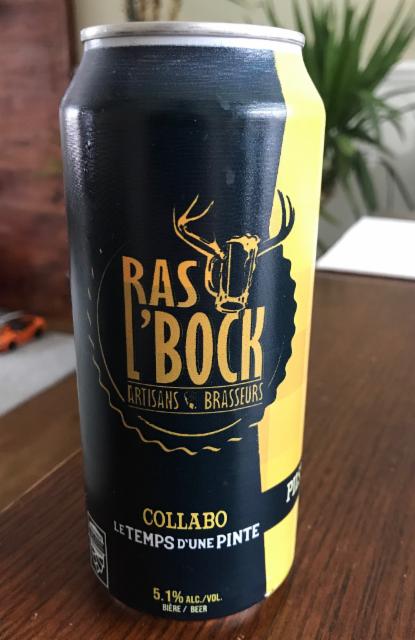 RAS
L'BOCK
ARTISANS BRASSEURS
COLLABO
LE TEMPS D'UNE PINTE
5.1% ALC./VOL.
BIÈRE / BEER